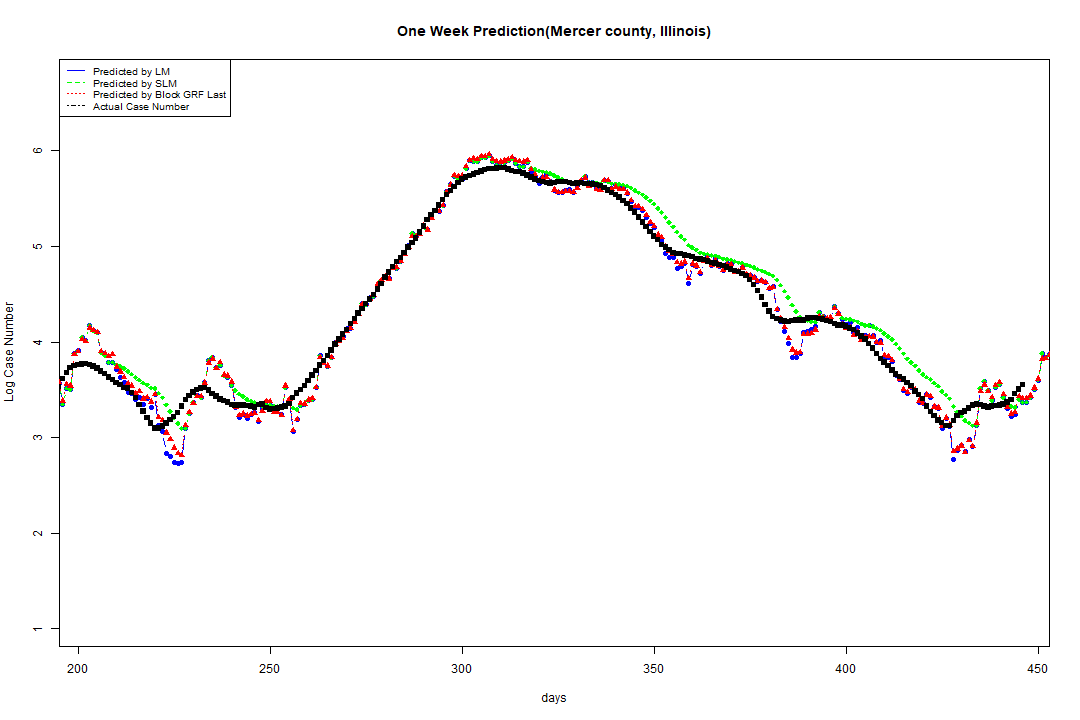 One Week Prediction(Mercer county, Illinois)
Predicted by LM
Predicted by SLM
Predicted by Block GRF Last
Actual Case Number
6
5
4
3
2
1
Log Case Number
200 250 300 350 400 450
days